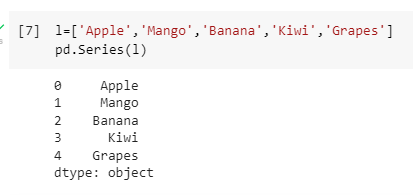 [7] l=['Apple','Mango','Banana','Kiwi','Grapes']
pd.Series(l)
0 Apple
1 Mango
2 Banana
3 Kiwi
4 Grapes
dtype: object